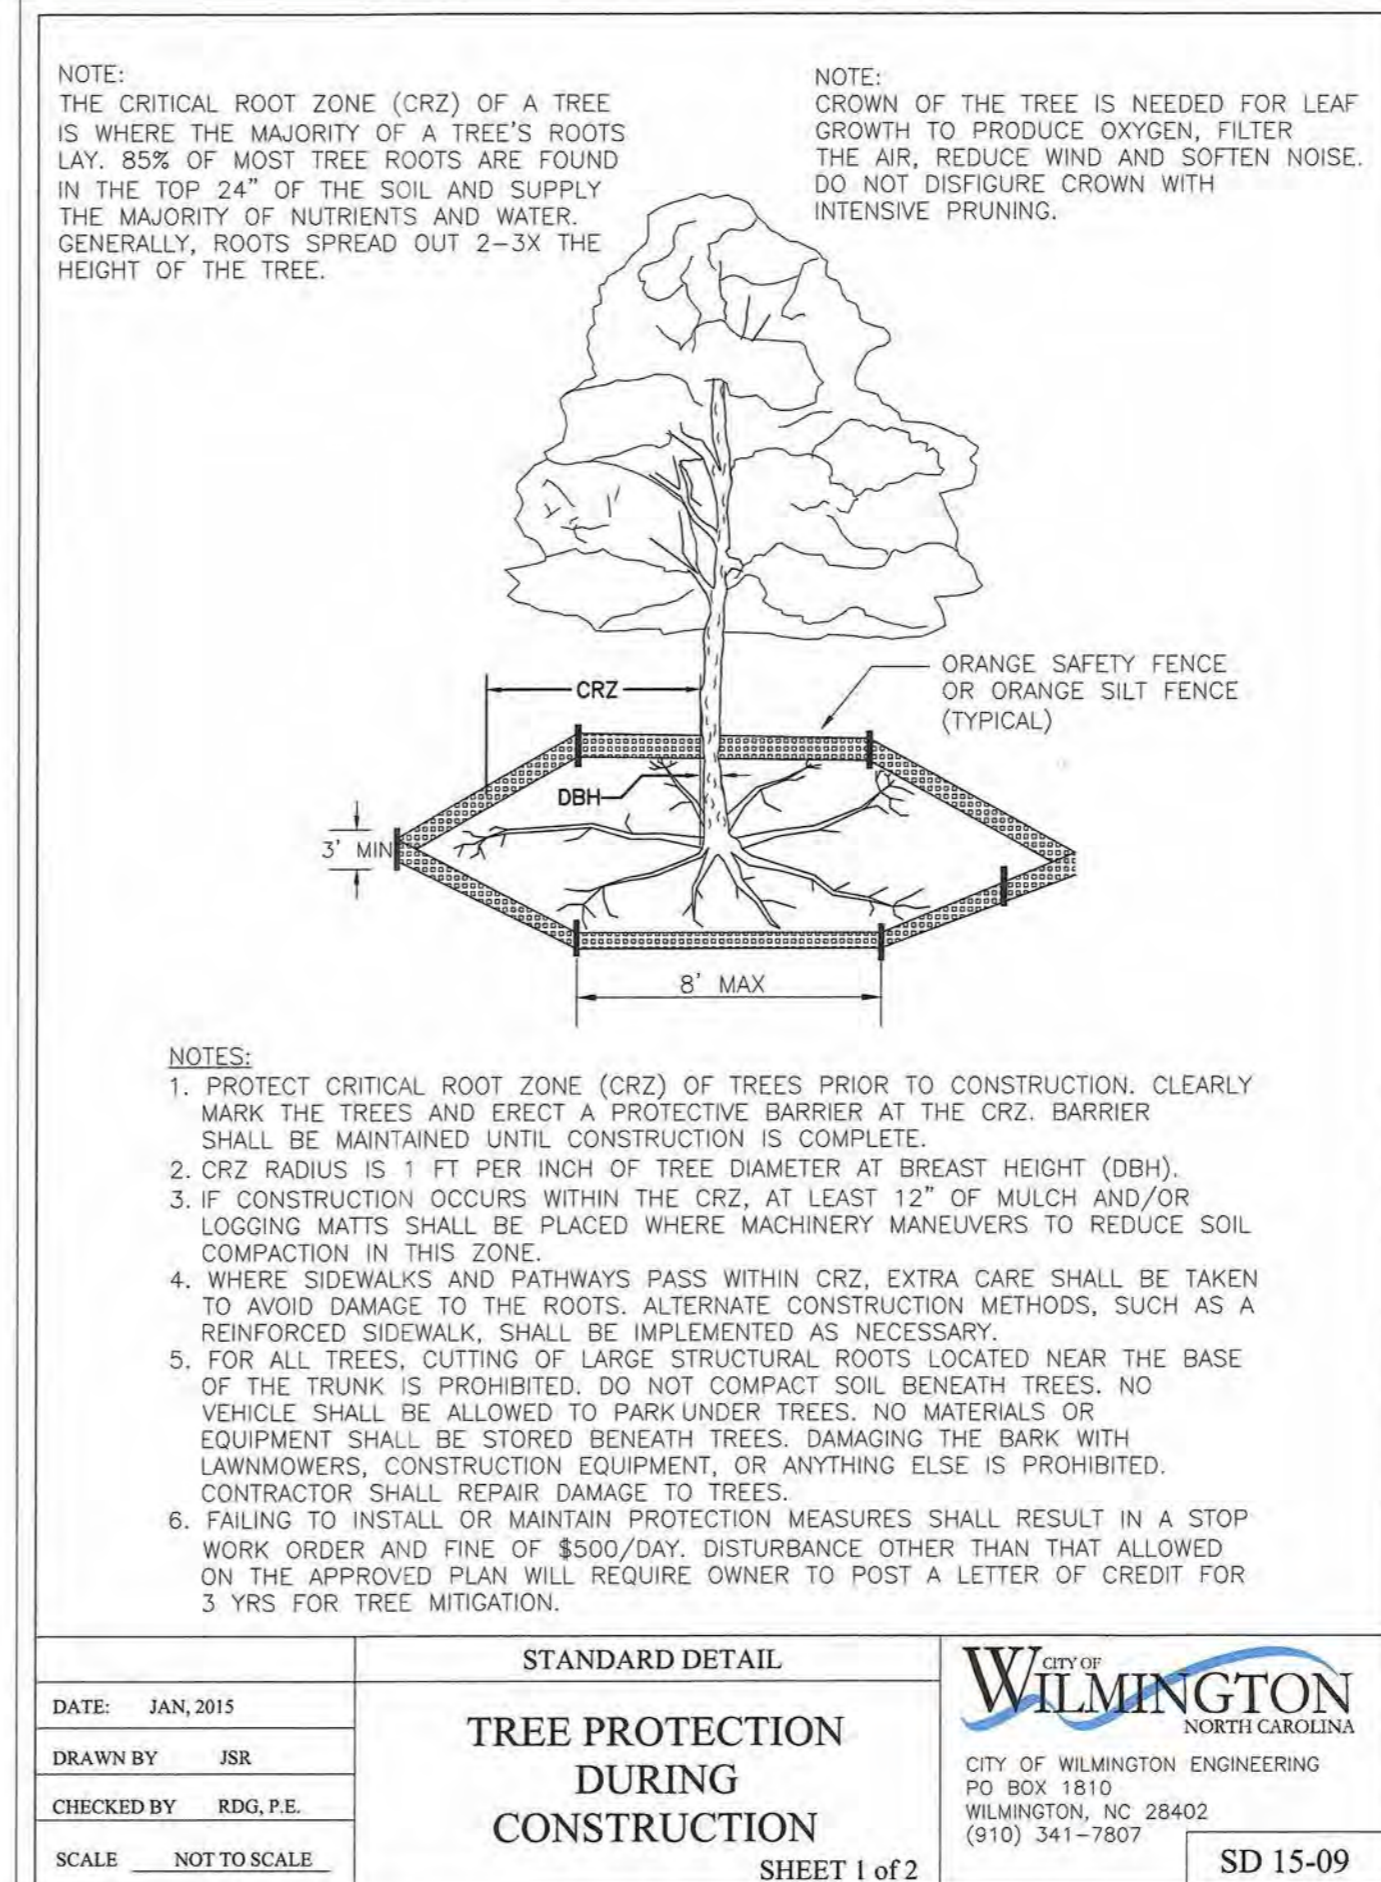 NOTE:
THE CRITICAL ROOT ZONE (CRZ) OF A TREE
IS WHERE THE MAJORITY OF A TREE'S ROOTS
LAY. 85% OF MOST TREE ROOTS ARE FOUND
IN THE TOP 24" OF THE SOIL AND SUPPLY
THE MAJORITY OF NUTRIENTS AND WATER.
GENERALLY, ROOTS SPREAD OUT 2-3X THE
HEIGHT OF THE TREE.
NOTE:
CROWN OF THE TREE IS NEEDED FOR LEAF
GROWTH TO PRODUCE OXYGEN, FILTER
THE AIR, REDUCE WIND AND SOFTEN NOISE.
DO NOT DISFIGURE CROWN WITH
INTENSIVE PRUNING.
ORANGE SAFETY FENCE
OR ORANGE SILT FENCE
(TYPICAL)
CRZ
DBH
3' MIN
8' MAX
NOTES:
1. PROTECT CRITICAL ROOT ZONE (CRZ) OF TREES PRIOR TO CONSTRUCTION. CLEARLY
MARK THE TREES AND ERECT A PROTECTIVE BARRIER AT THE CRZ. BARRIER
SHALL BE MAINTAINED UNTIL CONSTRUCTION IS COMPLETE.
2. CRZ RADIUS IS 1 FT PER INCH OF TREE DIAMETER AT BREAST HEIGHT (DBH).
3. IF CONSTRUCTION OCCURS WITHIN THE CRZ, AT LEAST 12" OF MULCH AND/OR
LOGGING MATTS SHALL BE PLACED WHERE MACHINERY MANEUVERS TO REDUCE SOIL
COMPACTION IN THIS ZONE.
4. WHERE SIDEWALKS AND PATHWAYS PASS WITHIN CRZ, EXTRA CARE SHALL BE TAKEN
TO AVOID DAMAGE TO THE ROOTS. ALTERNATE CONSTRUCTION METHODS, SUCH AS A
REINFORCED SIDEWALK, SHALL BE IMPLEMENTED AS NECESSARY.
5. FOR ALL TREES, CUTTING OF LARGE STRUCTURAL ROOTS LOCATED NEAR THE BASE
OF THE TRUNK IS PROHIBITED. DO NOT COMPACT SOIL BENEATH TREES. NO
VEHICLE SHALL BE ALLOWED TO PARK UNDER TREES. NO MATERIALS OR
EQUIPMENT SHALL BE STORED BENEATH TREES. DAMAGING THE BARK WITH
LAWNMOWERS, CONSTRUCTION EQUIPMENT, OR ANYTHING ELSE IS PROHIBITED.
CONTRACTOR SHALL REPAIR DAMAGE TO TREES.
6. FAILING TO INSTALL OR MAINTAIN PROTECTION MEASURES SHALL RESULT IN A STOP
WORK ORDER AND FINE OF $500/DAY. DISTURBANCE OTHER THAN THAT ALLOWED
ON THE APPROVED PLAN WILL REQUIRE OWNER TO POST A LETTER OF CREDIT FOR
3 YRS FOR TREE MITIGATION.
DATE: JAN, 2015
DRAWN BY JSR
CHECKED BY RDG, P.E.
SCALE NOT TO SCALE
STANDARD DETAIL
TREE PROTECTION
DURING
CONSTRUCTION
SHEET 1 of 2
CITY OF
WILMINGTON
NORTH CAROLINA
CITY OF WILMINGTON ENGINEERING
PO BOX 1810
WILMINGTON, NC 28402
(910) 341-7807
SD 15-09